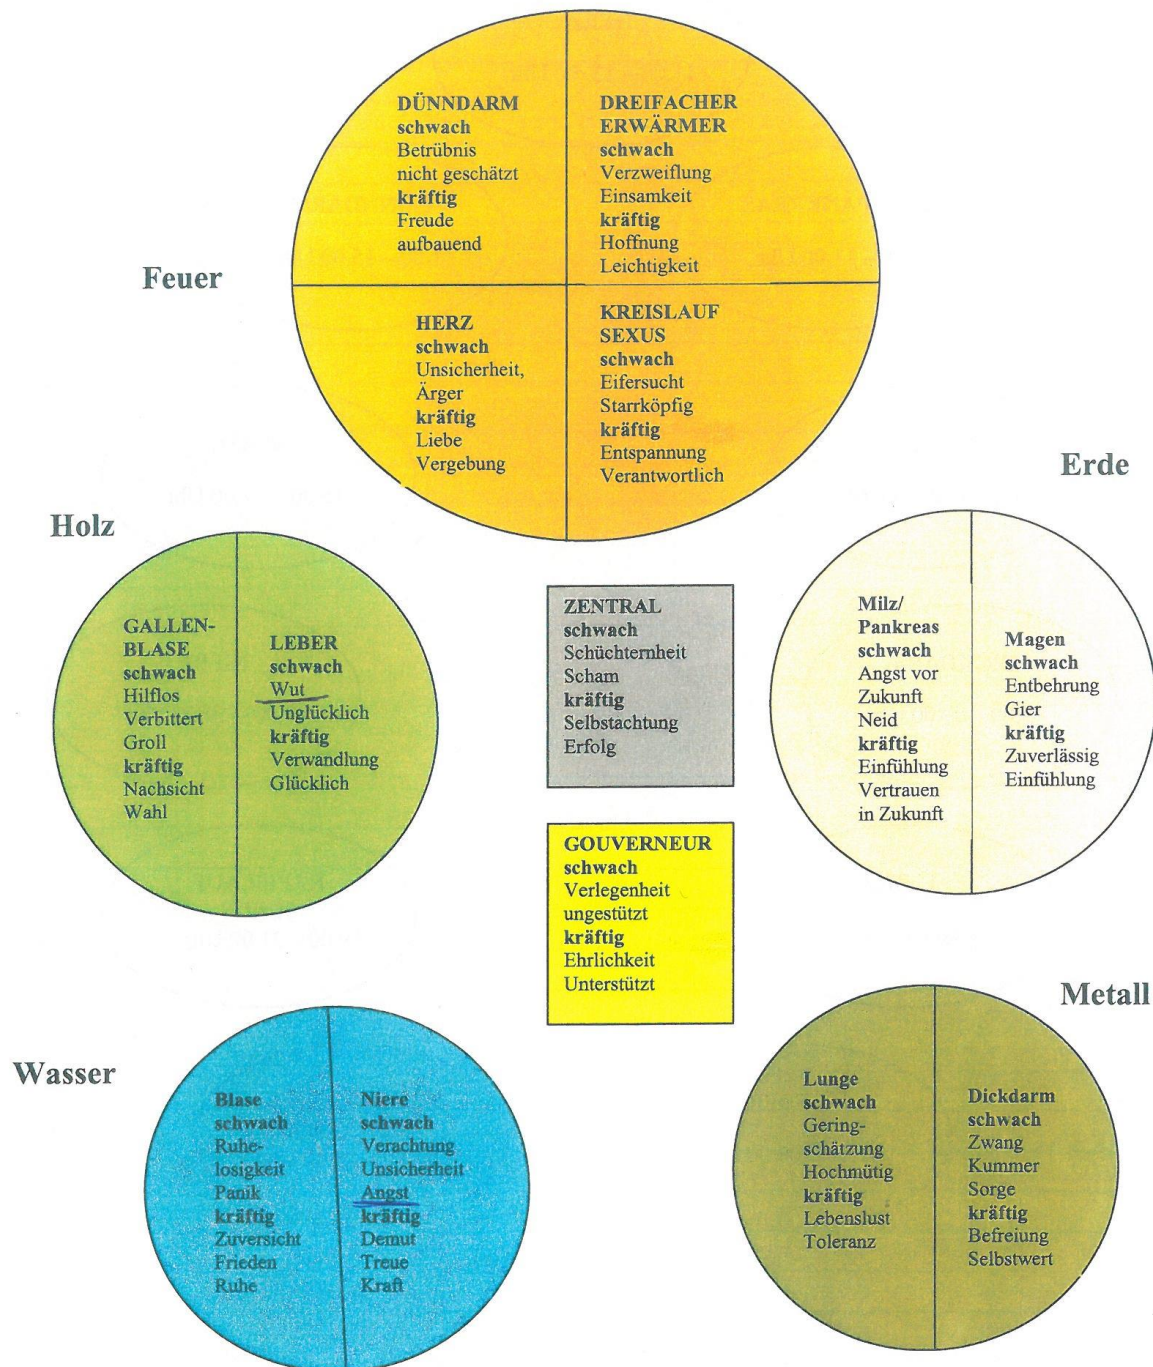 Feuer
DÜNNDARM
schwach
Betrübnis
nicht geschätzt
kräftig
Freude
aufbauend
DREIFACHER
ERWÄRMER
schwach
Verzweiflung
Einsamkeit
kräftig
Hoffnung
Leichtigkeit
HERZ
schwach
Unsicherheit,
Ärger
kräftig
Liebe
Vergebung
KREISLAUF
SEXUS
schwach
Eifersucht
Starrköpfig
kräftig
Entspannung
Verantwortlich
Holz
GALLEN-
BLASE
schwach
Hilflos
Verbittert
Groll
kräftig
Nachsicht
Wahl
LEBER
schwach
Wut
Unglücklich
kräftig
Verwandlung
Glücklich
ZENTRAL
schwach
Schüchternheit
Scham
kräftig
Selbstachtung
Erfolg
Erde
Milz/
Pankreas
schwach
Angst vor
Zukunft
Neid
kräftig
Einfühlung
Vertrauen
in Zukunft
Magen
schwach
Entbehrung
Gier
kräftig
Zuverlässig
Einfühlung
GOUVERNEUR
schwach
Verlegenheit
ungestützt
kräftig
Ehrlichkeit
Unterstützt
Wasser
Blase
schwach
Ruhe-
losigkeit
Panik
kräftig
Zuversicht
Frieden
Ruhe
Niere
schwach
Verachtung
Unsicherheit
Angst
kräftig
Demut
Treue
Kraft
Metall
Lunge
schwach
Gering-
schätzung
Hochmütig
kräftig
Lebenslust
Toleranz
Dickdarm
schwach
Zwang
Kummer
Sorge
kräftig
Befreiung
Selbstwert